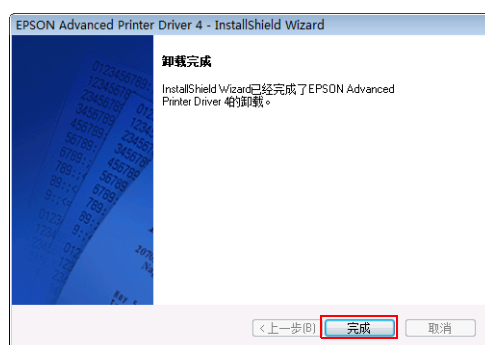 EPSON Advanced Printer Driver 4 - InstallShield Wizard
卸载完成
InstallShield Wizard已经完成了EPSON Advanced
Printer Driver 4的卸载。
<上一步(B)
完成
取消